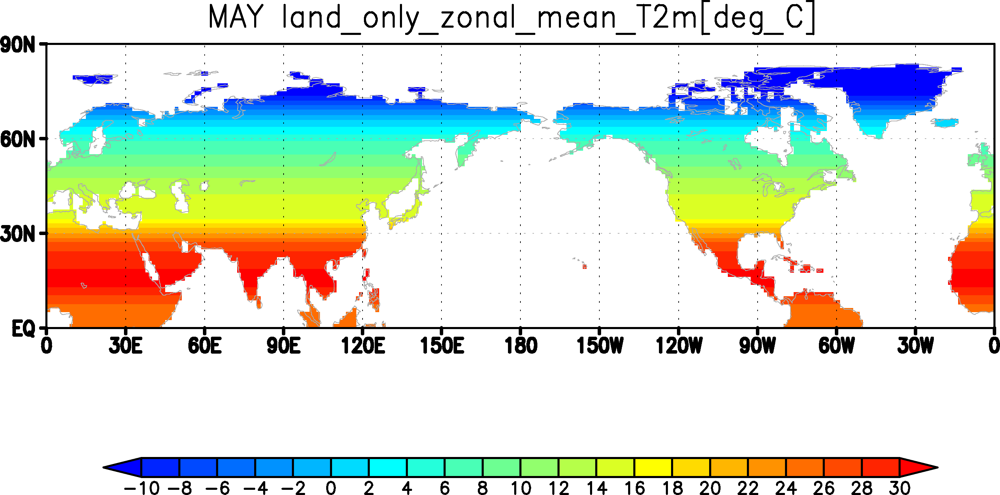 MAY land_only_zonal_mean_T2m[deg_C]
90N
60N
30N
EQ
0 30E 60E 90E 120E 150E 180 150W 120W 90W 60W 30W 0
−10 −8 −6 −4 −2 0 2 4 6 8 10 12 14 16 18 20 22 24 26 28 30